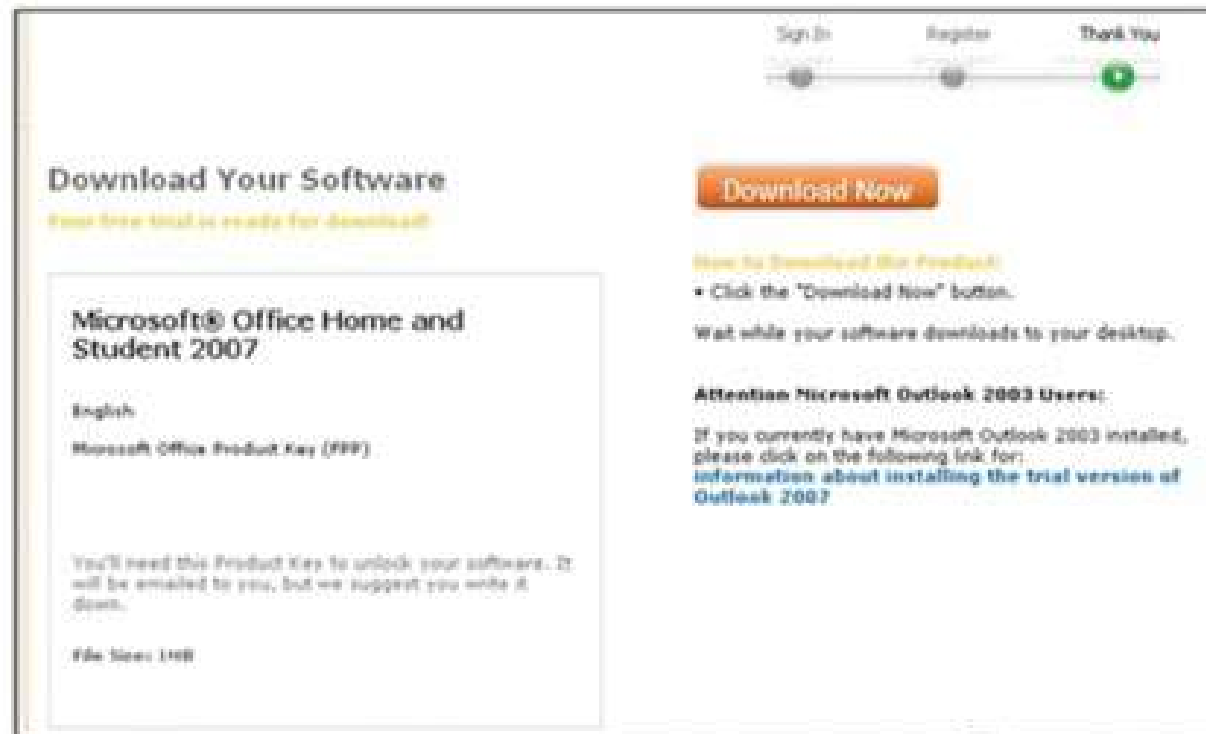 Sign In
Register
Thank You
Download Your Software
Your free trial is ready for download!
Microsoft® Office Home and
Student 2007
English
Microsoft Office Product Key (FPP)
You'll need this Product Key to unlock your software. It
will be emailed to you, but we suggest you write it
down.
File Size: 1MB
Download Now
How to Download the Product:
• Click the "Download Now" button.
Wait while your software downloads to your desktop.
Attention Microsoft Outlook 2003 Users:
If you currently have Microsoft Outlook 2003 installed,
please click on the following link for:
information about installing the trial version of
Outlook 2007